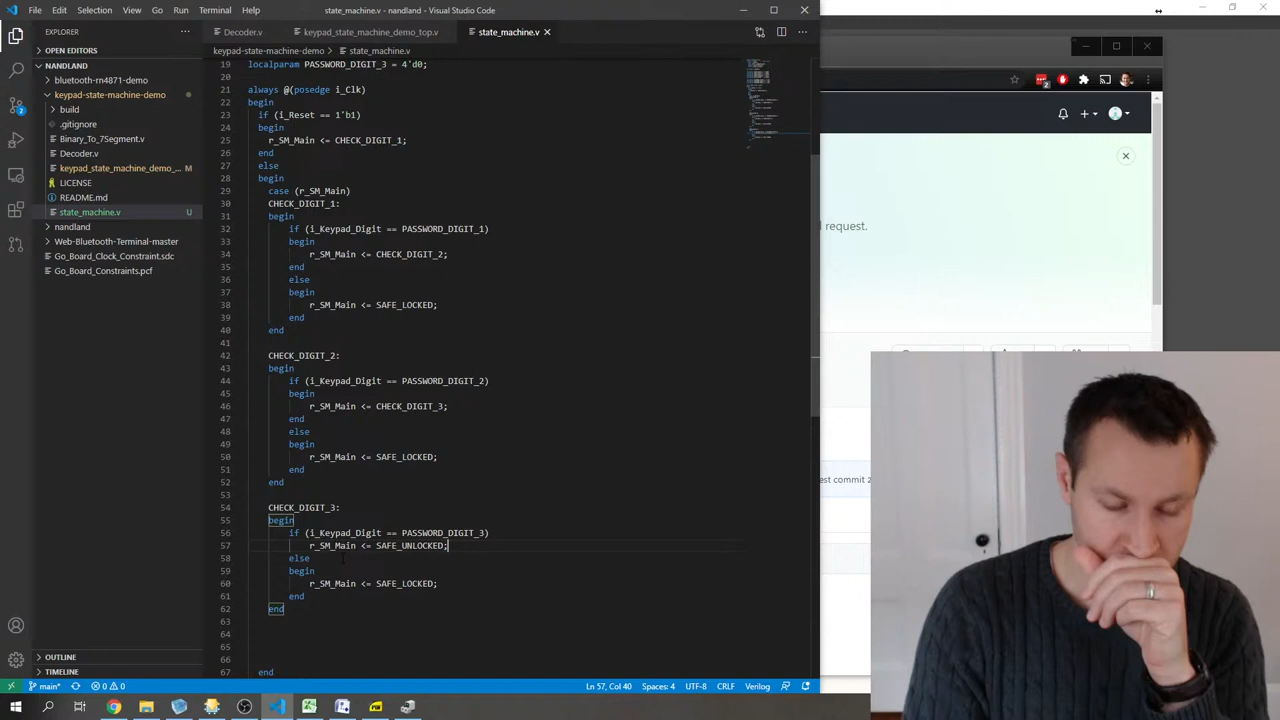 File Edit Selection View Go Run Terminal Help
state_machine.v - nandland - Visual Studio Code
EXPLORER
OPEN EDITORS
NANDLAND
bluetooth-rn4871-demo
keypad-state-machine-demo
build
.gitignore
Binary_To_7Segment.v
Decoder.v
keypad_state_machine_demo_...
LICENSE
README.md
state_machine.v U
nandland
Web-Bluetooth-Terminal-master
Go_Board_Clock_Constraint.sdc
Go_Board_Constraints.pcf
OUTLINE
TIMELINE
Decoder.v keypad_state_machine_demo_top.v state_machine.v
keypad-state-machine-demo > state_machine.v
19 localparam PASSWORD_DIGIT_3 = 4'd0;
20
21 always @(posedge i_Clk)
22 begin
23 if (i_Reset == 1'b1)
24 begin
25 r_SM_Main <= CHECK_DIGIT_1;
26 end
27 else
28 begin
29 case (r_SM_Main)
30 CHECK_DIGIT_1:
31 begin
32 if (i_Keypad_Digit == PASSWORD_DIGIT_1)
33 begin
34 r_SM_Main <= CHECK_DIGIT_2;
35 end
36 else
37 begin
38 r_SM_Main <= SAFE_LOCKED;
39 end
40 end
41
42 CHECK_DIGIT_2:
43 begin
44 if (i_Keypad_Digit == PASSWORD_DIGIT_2)
45 begin
46 r_SM_Main <= CHECK_DIGIT_3;
47 end
48 else
49 begin
50 r_SM_Main <= SAFE_LOCKED;
51 end
52 end
53
54 CHECK_DIGIT_3:
55 begin
56 if (i_Keypad_Digit == PASSWORD_DIGIT_3)
57 r_SM_Main <= SAFE_UNLOCKED;
58 else
59 begin
60 r_SM_Main <= SAFE_LOCKED;
61 end
62 end
63
64
65
66
67 end
request.
est commit
main* 0 0 Ln 57, Col 40 Spaces: 4 UTF-8 CRLF Verilog